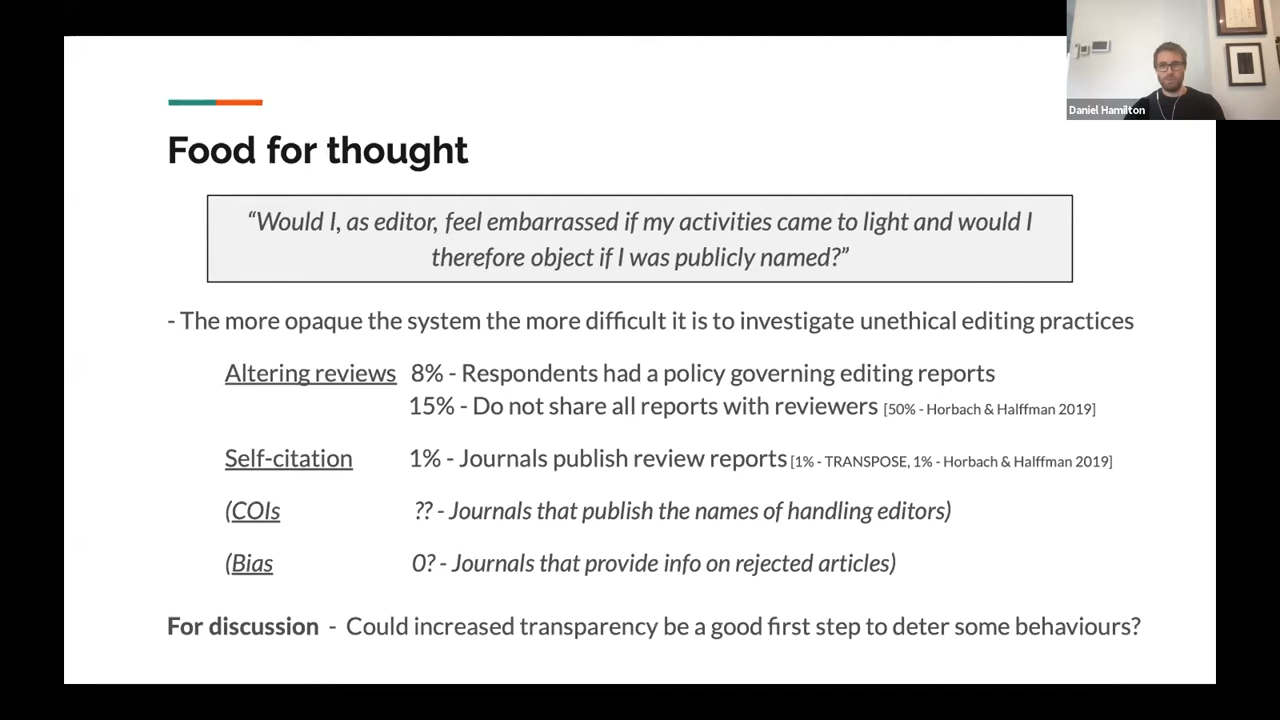 Daniel Hamilton
Food for thought
“Would I, as editor, feel embarrassed if my activities came to light and would I
therefore object if I was publicly named?”
- The more opaque the system the more difficult it is to investigate unethical editing practices
Altering reviews 8% - Respondents had a policy governing editing reports
15% - Do not share all reports with reviewers [50% - Horbach & Halffman 2019]
Self-citation 1% - Journals publish review reports [1% - TRANSPOSE, 1% - Horbach & Halffman 2019]
(COIs ?? - Journals that publish the names of handling editors)
(Bias 0? - Journals that provide info on rejected articles)
For discussion - Could increased transparency be a good first step to deter some behaviours?